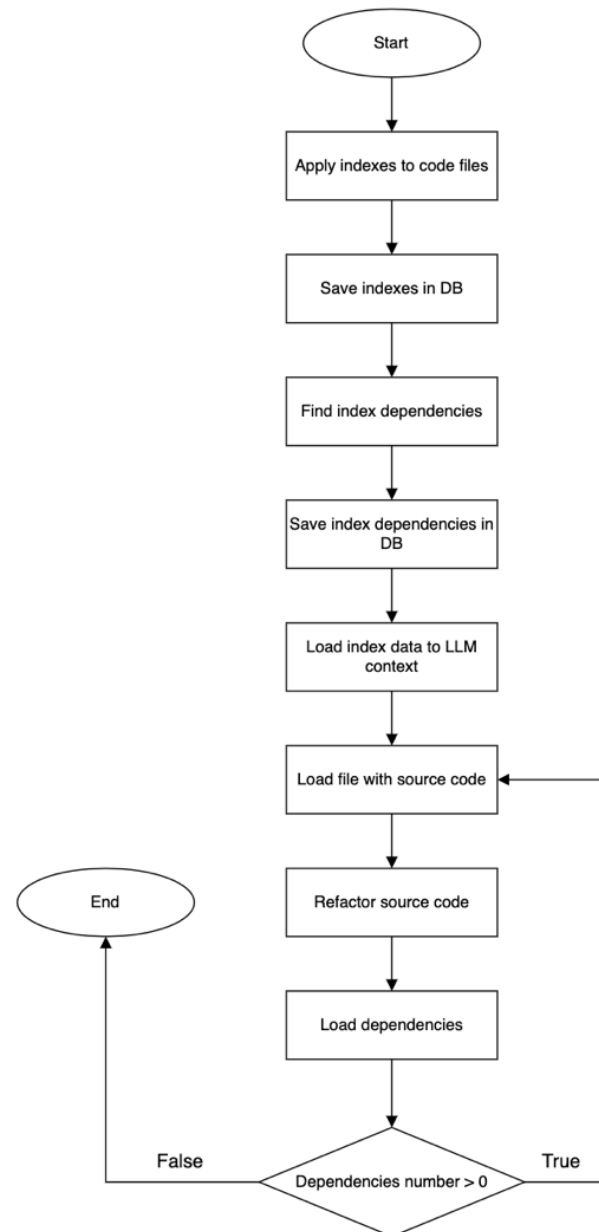 Start
Apply indexes to code files
Save indexes in DB
Find index dependencies
Save index dependencies in
DB
Load index data to LLM
context
Load file with source code
End
Refactor source code
Load dependencies
False
True
Dependencies number > 0